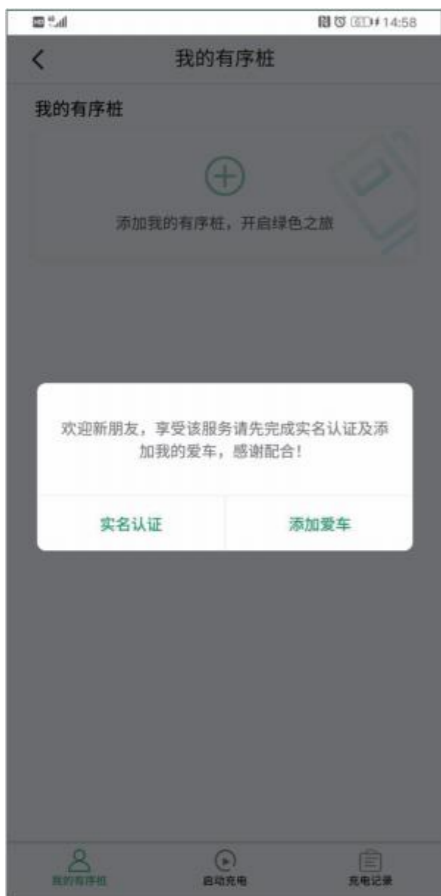 14:58
我的有序桩
我的有序桩
添加我的有序桩，开启绿色之旅
欢迎新朋友，享受该服务请先完成实名认证及添
加我的爱车，感谢配合！
实名认证 添加爱车
我的有序桩 启动充电 充电记录